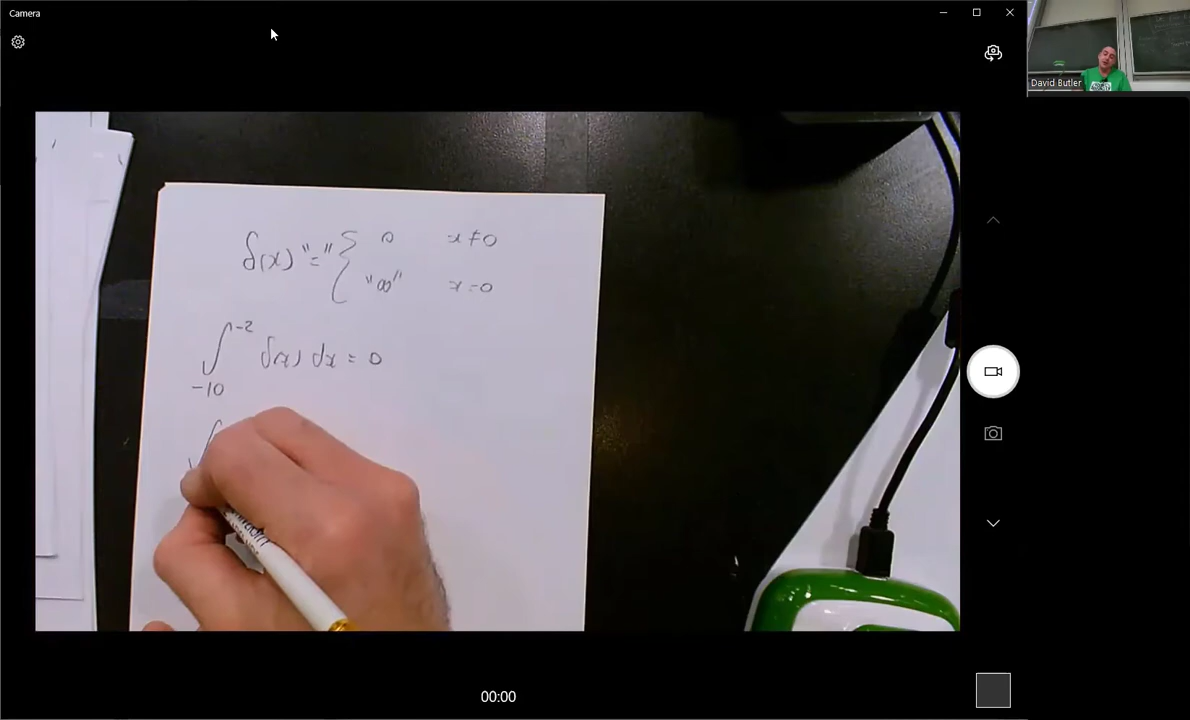 Camera
David Butler
δ(x) "=" { 0 x ≠ 0
"∞" x = 0
∫_{-10}^{-2} δ(x) dx = 0
∫
00:00